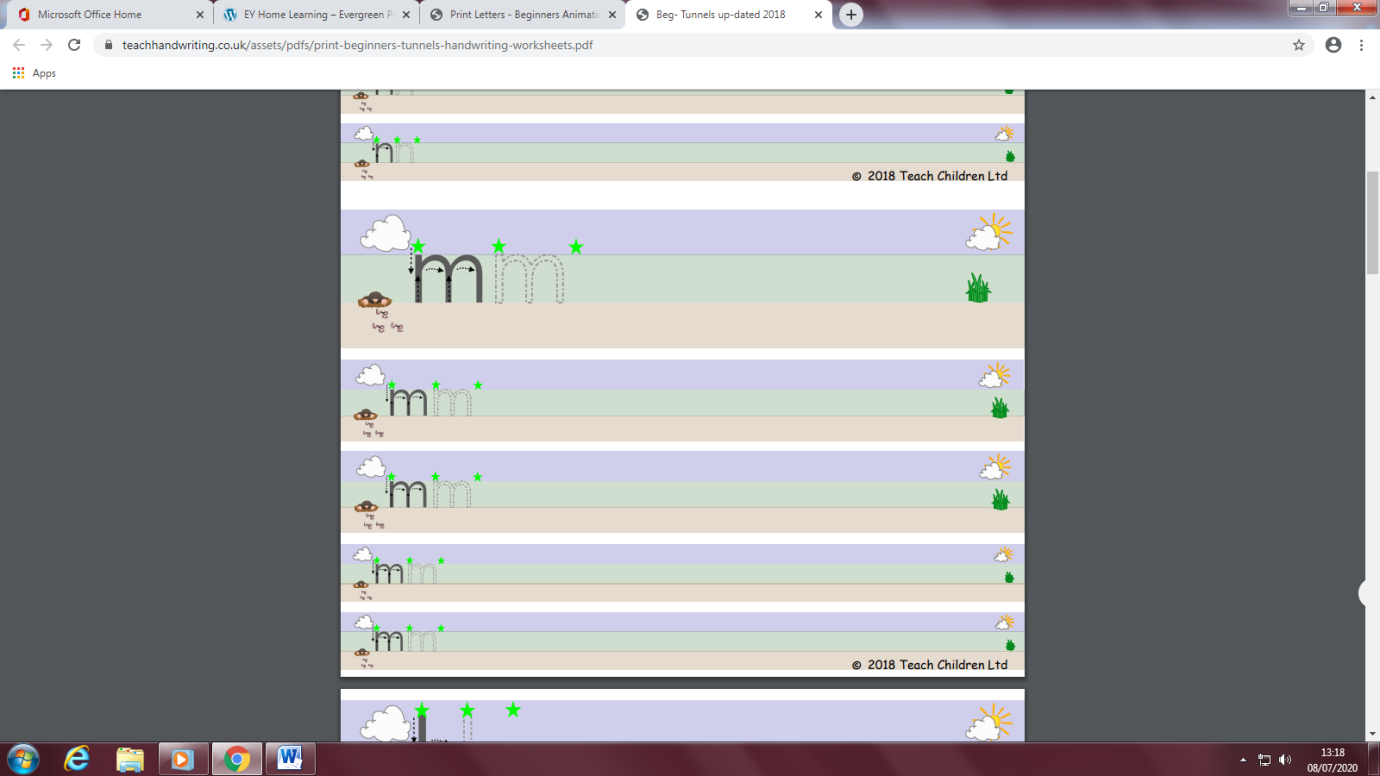 Microsoft Office Home
EY Home Learning – Evergreen P
Print Letters - Beginners Animatio
Beg- Tunnels up-dated 2018
teachhandwriting.co.uk/assets/pdfs/print-beginners-tunnels-handwriting-worksheets.pdf
Apps
n n
© 2018 Teach Children Ltd
m m
m m
m m
m m
m m
© 2018 Teach Children Ltd
13:18
08/07/2020